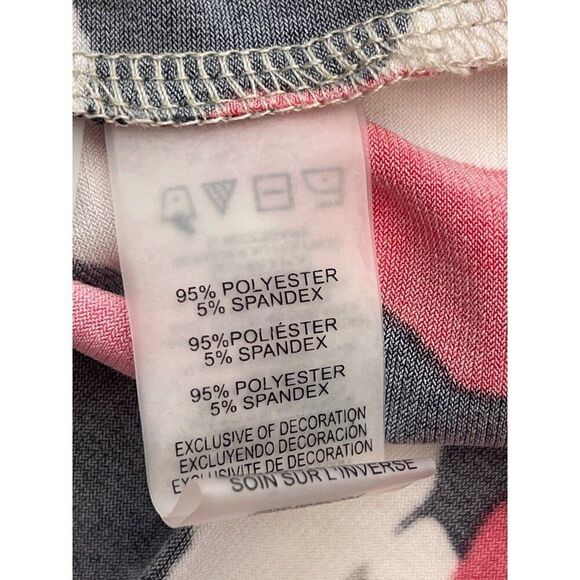 95% POLYESTER
5% SPANDEX
95%POLIÉSTER
5% SPANDEX
95% POLYESTER
5% SPANDEX
EXCLUSIVE OF DECORATION
EXCLUYENDO DECORACIÓN
DE DECORATION
SOIN SUR L'INVERSE